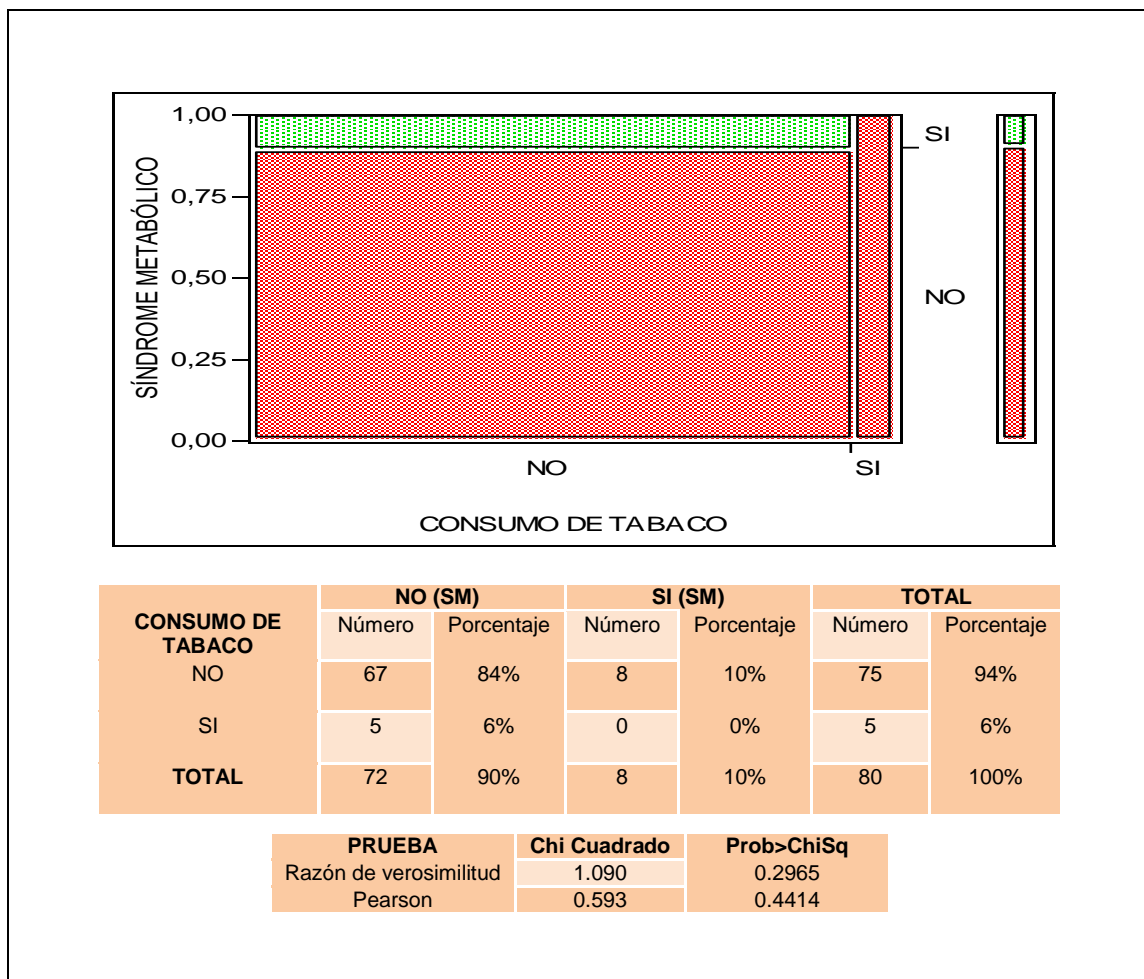 1,00
0,75
0,50
0,25
0,00
SÍNDROME METABÓLICO
SI
NO
NO
SI
CONSUMO DE TABACO
CONSUMO DE TABACO NO (SM) SI (SM) TOTAL
Número Porcentaje Número Porcentaje Número Porcentaje
NO 67 84% 8 10% 75 94%
SI 5 6% 0 0% 5 6%
TOTAL 72 90% 8 10% 80 100%
PRUEBA Chi Cuadrado Prob>ChiSq
Razón de verosimilitud 1.090 0.2965
Pearson 0.593 0.4414